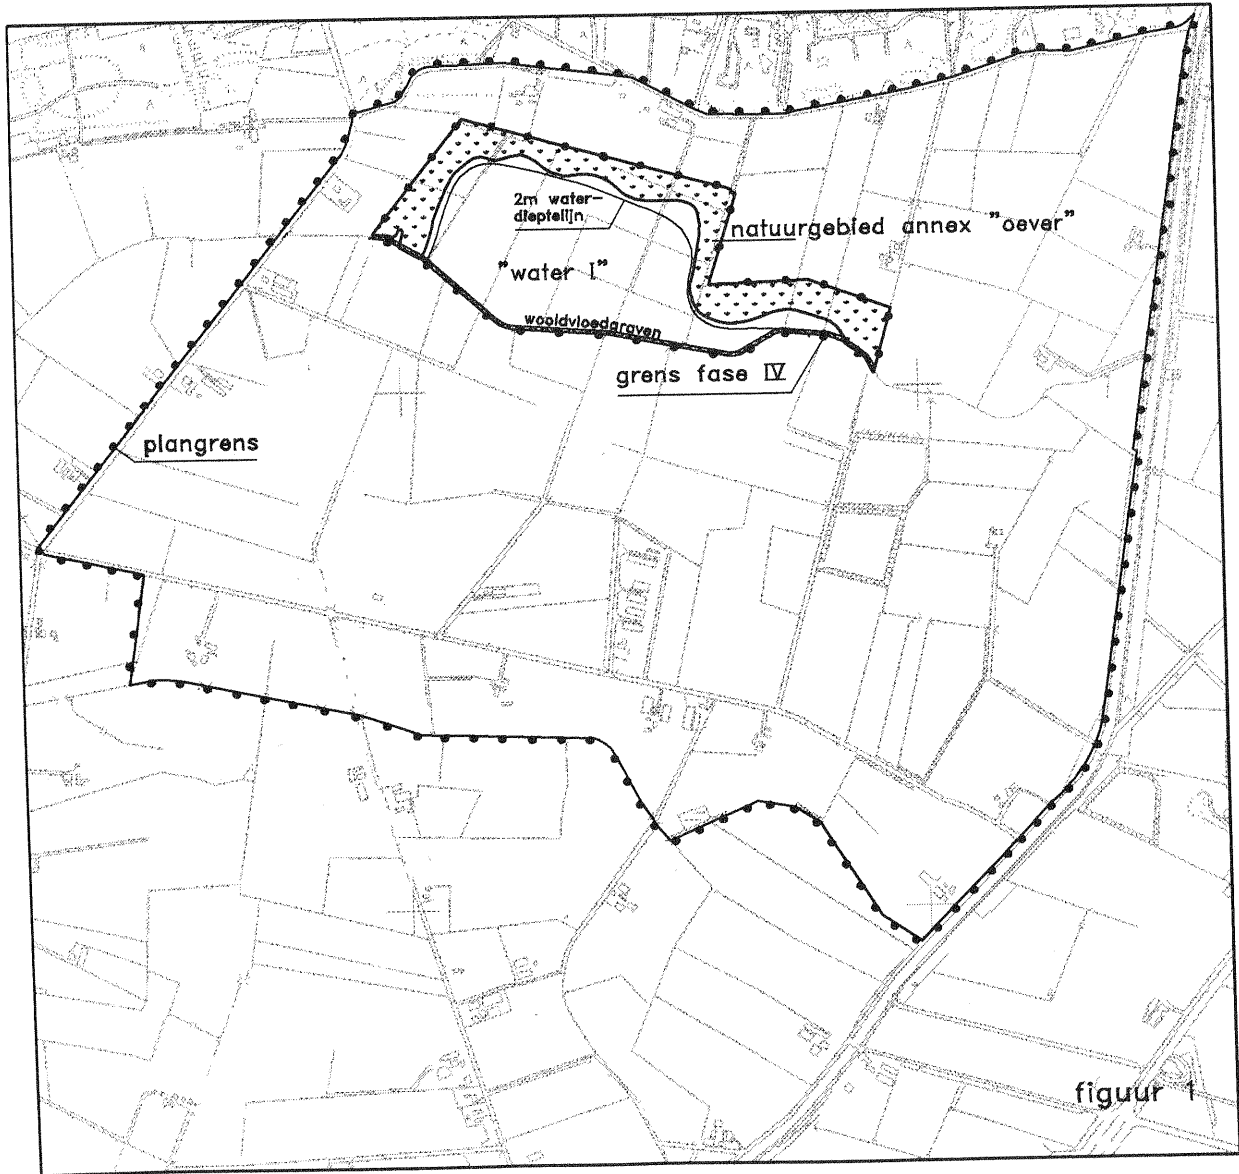 2m water-
dieptelijn
natuurgebied annex "oever"
"water I"
wooldvloedgraven
grens fase IV
plangrens
figuur 1